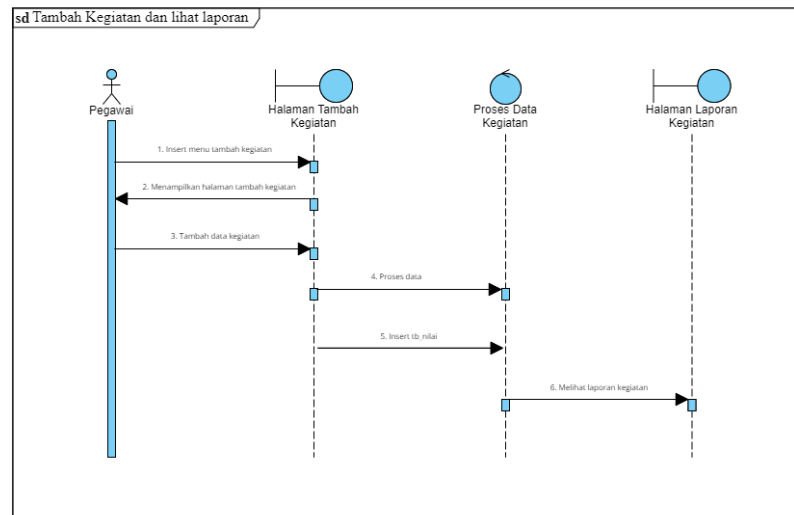 sd Tambah Kegiatan dan lihat laporan
Pegawai
Halaman Tambah
Kegiatan
Proses Data
Kegiatan
Halaman Laporan
Kegiatan
1. Insert menu tambah kegiatan
2. Menampilkan halaman tambah kegiatan
3. Tambah data kegiatan
4. Proses data
5. Insert tb_nilai
6. Melihat laporan kegiatan